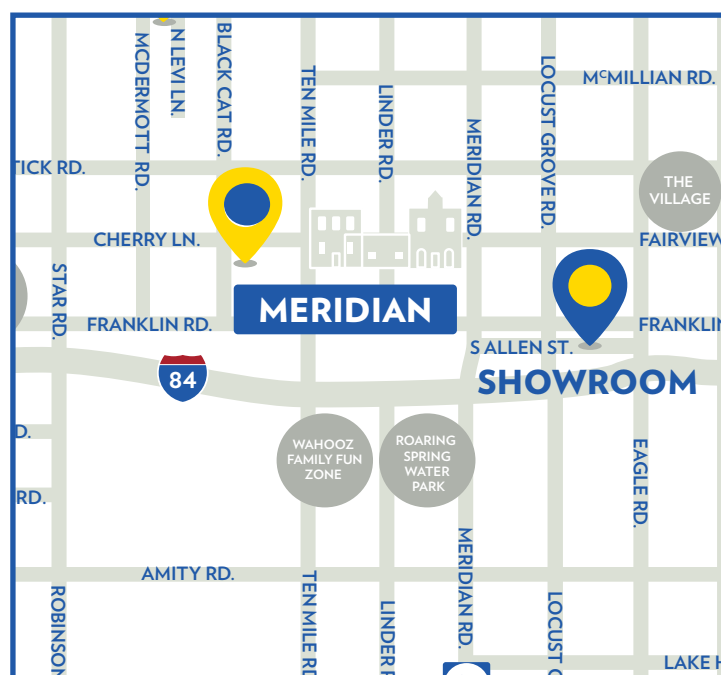 MCDERMOTT RD.
N LEVI LN.
BLACK CAT RD.
TEN MILE RD.
LINDER RD.
MERIDIAN RD.
LOCUST GROVE RD.
McMILLIAN RD.
TICK RD.
THE
VILLAGE
CHERRY LN.
FAIRVIEW
STAR RD.
MERIDIAN
FRANKLIN RD.
FRANKLIN
S ALLEN ST.
84
SHOWROOM
WAHOOZ
FAMILY FUN
ZONE
ROARING
SPRING
WATER
PARK
D.
RD.
EAGLE RD.
MERIDIAN RD.
AMITY RD.
ROBINSON
TEN MILE RD
LINDER
LOCUST
LAKE